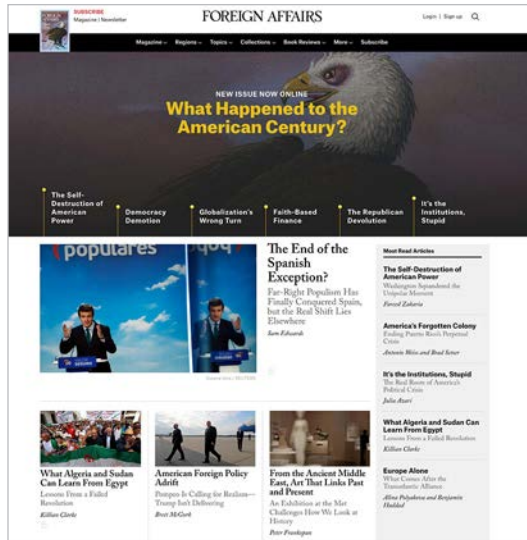 SUBSCRIBE
Magazine | Newsletter
FOREIGN AFFAIRS
Login | Sign up
Magazine
Regions
Topics
Collections
Book Reviews
More
Subscribe
NEW ISSUE NOW ONLINE
What Happened to the
American Century?
The Self-
Destruction of
American
Power
Democracy
Demotion
Globalization's
Wrong Turn
Faith-Based
Finance
The Republican
Devolution
It's the
Institutions,
Stupid
populares
The End of the
Spanish
Exception?
Far-Right Populism Has
Finally Conquered Spain,
but the Real Shift Lies
Elsewhere
Sam Edwards
What Algeria and Sudan
Can Learn From Egypt
Lessons From a Failed
Revolution
Killian Clarke
American Foreign Policy
Adrift
Pompeo Is Calling for Realism—
Trump Isn't Delivering
Brett McGurk
From the Ancient Middle
East, Art That Links Past
and Present
An Exhibition at the Met
Challenges How We Look at
History
Peter Frankopan
Most Read Articles
The Self-Destruction of
American Power
Washington Squandered the
Unipolar Moment
Fareed Zakaria
America's Forgotten Colony
Ending Puerto Rico's Perpetual
Crisis
Antonio Weiss and Brad Setser
It's the Institutions, Stupid
The Real Roots of America's
Political Crisis
Julia Azari
What Algeria and Sudan Can
Learn From Egypt
Lessons From a Failed Revolution
Killian Clarke
Europe Alone
What Comes After the
Transatlantic Alliance
Alina Polyakova and Benjamin
Haddad